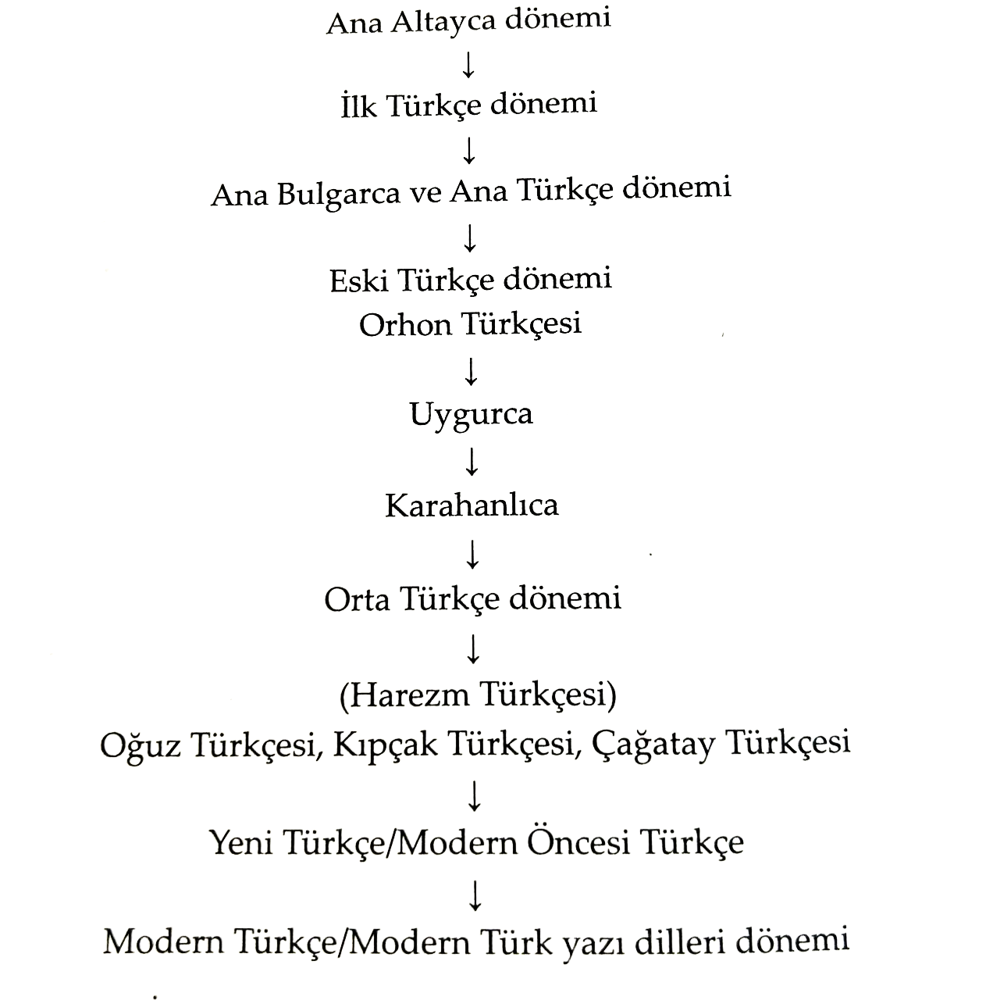 Ana Altayca dönemi
↓
İlk Türkçe dönemi
↓
Ana Bulgarca ve Ana Türkçe dönemi
↓
Eski Türkçe dönemi
Orhon Türkçesi
↓
Uygurca
↓
Karahanlıca
↓
Orta Türkçe dönemi
↓
(Harezm Türkçesi)
Oğuz Türkçesi, Kıpçak Türkçesi, Çağatay Türkçesi
↓
Yeni Türkçe/Modern Öncesi Türkçe
↓
Modern Türkçe/Modern Türk yazı dilleri dönemi